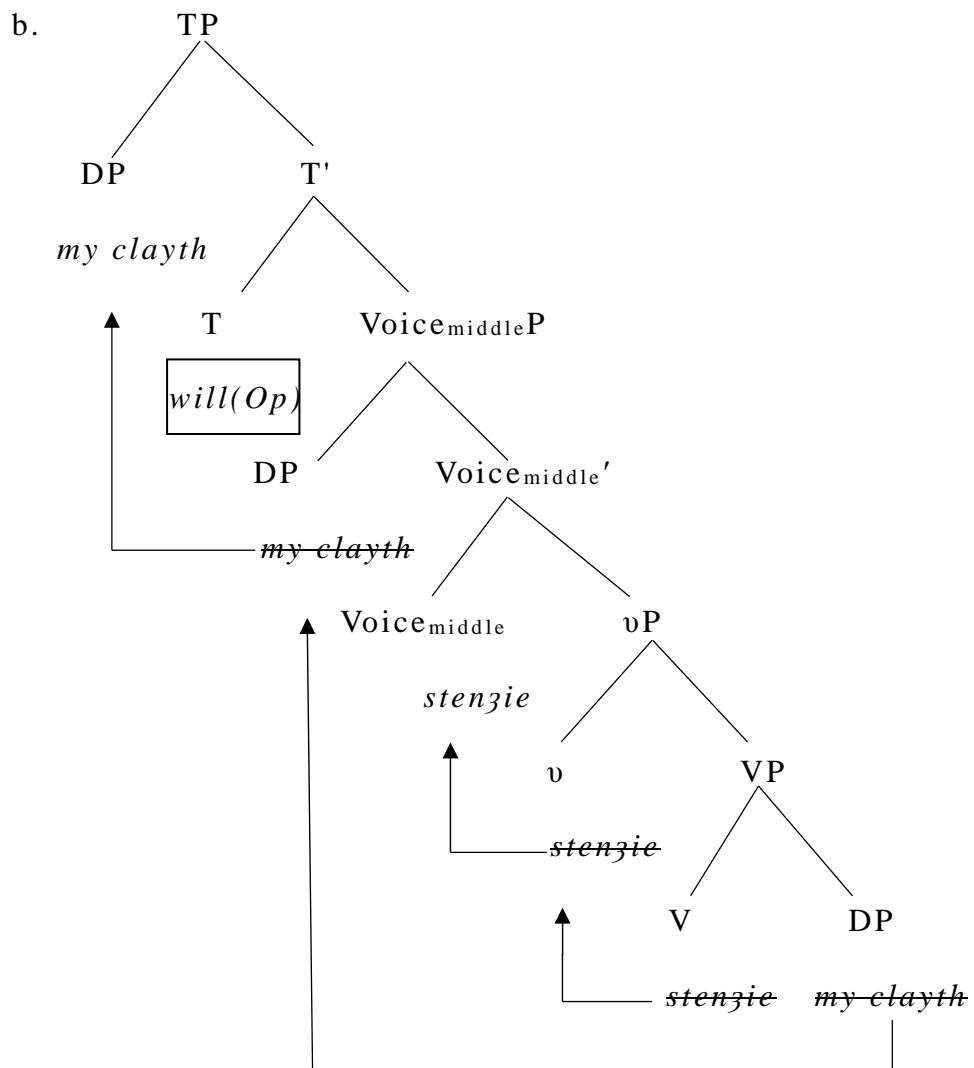 b. TP
DP T'
my clayth
T VoicemiddleP
will(Op)
DP Voicemiddle′
my clayth
Voicemiddle υP
stenȝie
υ VP
stenȝie
V DP
stenȝie my clayth